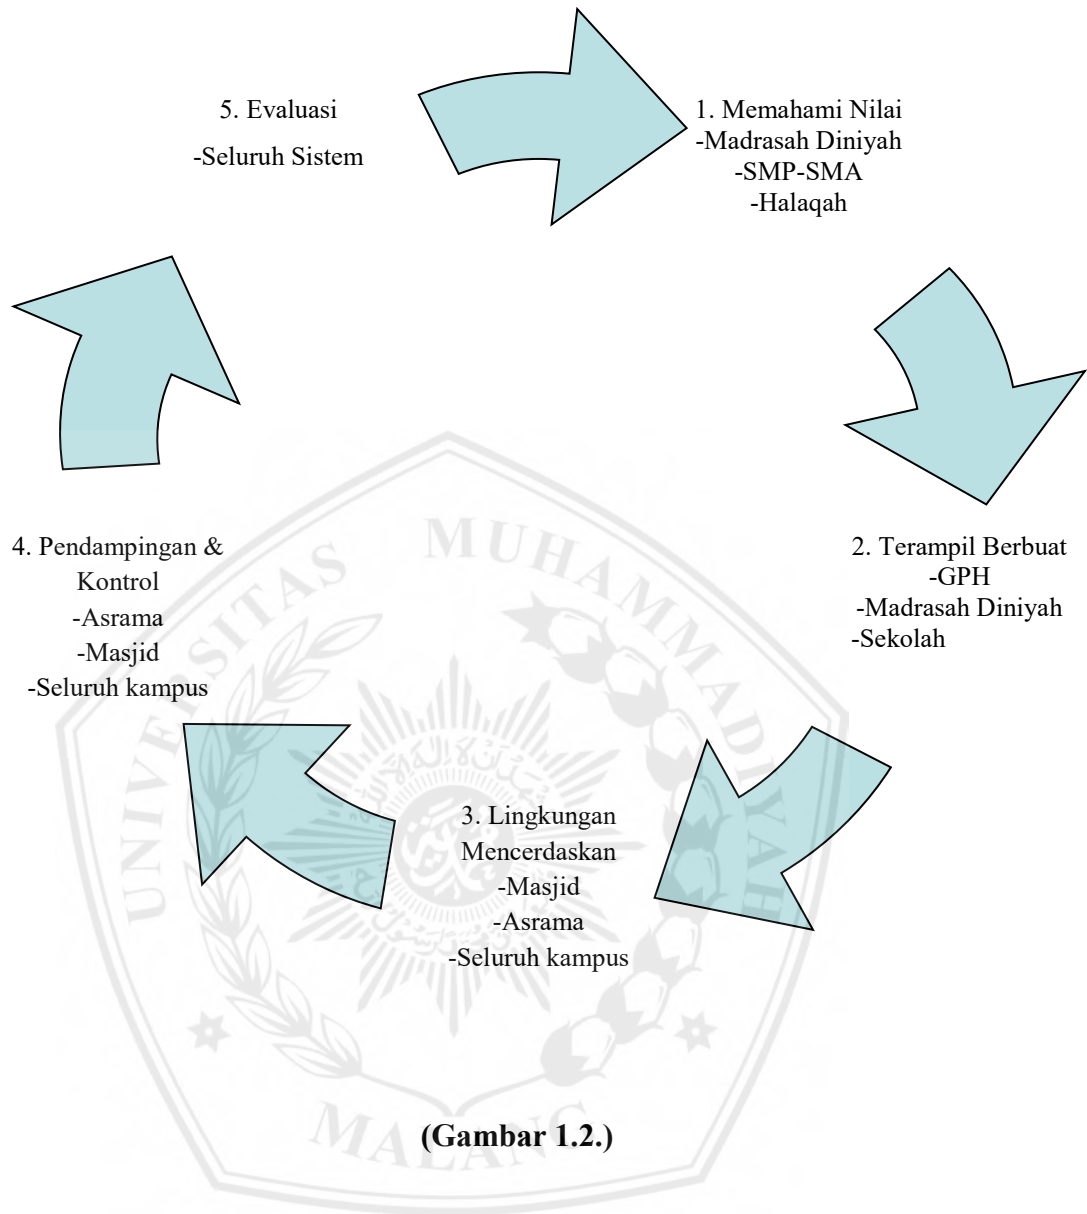 5. Evaluasi
-Seluruh Sistem
1. Memahami Nilai
-Madrasah Diniyah
-SMP-SMA
-Halaqah
2. Terampil Berbuat
-GPH
-Madrasah Diniyah
-Sekolah
3. Lingkungan
Mencerdaskan
-Masjid
-Asrama
-Seluruh kampus
4. Pendampingan &
Kontrol
-Asrama
-Masjid
-Seluruh kampus
UNIVERSITAS MUHAMMADIYAH
MALANG
(Gambar 1.2.)